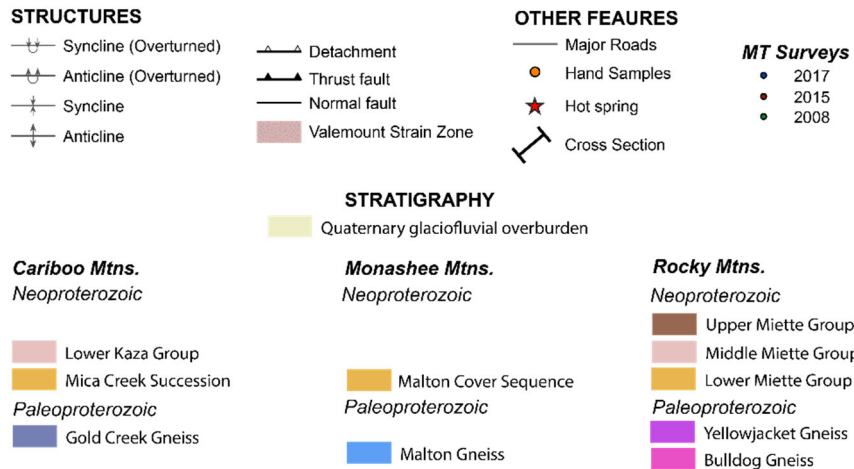 STRUCTURES
Syncline (Overturned)
Anticline (Overturned)
Syncline
Anticline
Detachment
Thrust fault
Normal fault
Valemount Strain Zone
OTHER FEAURES
Major Roads
Hand Samples
Hot spring
Cross Section
MT Surveys
2017
2015
2008
STRATIGRAPHY
Quaternary glaciofluvial overburden
Cariboo Mtns.
Neoproterozoic
Lower Kaza Group
Mica Creek Succession
Paleoproterozoic
Gold Creek Gneiss
Monashee Mtns.
Neoproterozoic
Malton Cover Sequence
Paleoproterozoic
Malton Gneiss
Rocky Mtns.
Neoproterozoic
Upper Miette Group
Middle Miette Group
Lower Miette Group
Paleoproterozoic
Yellowjacket Gneiss
Bulldog Gneiss